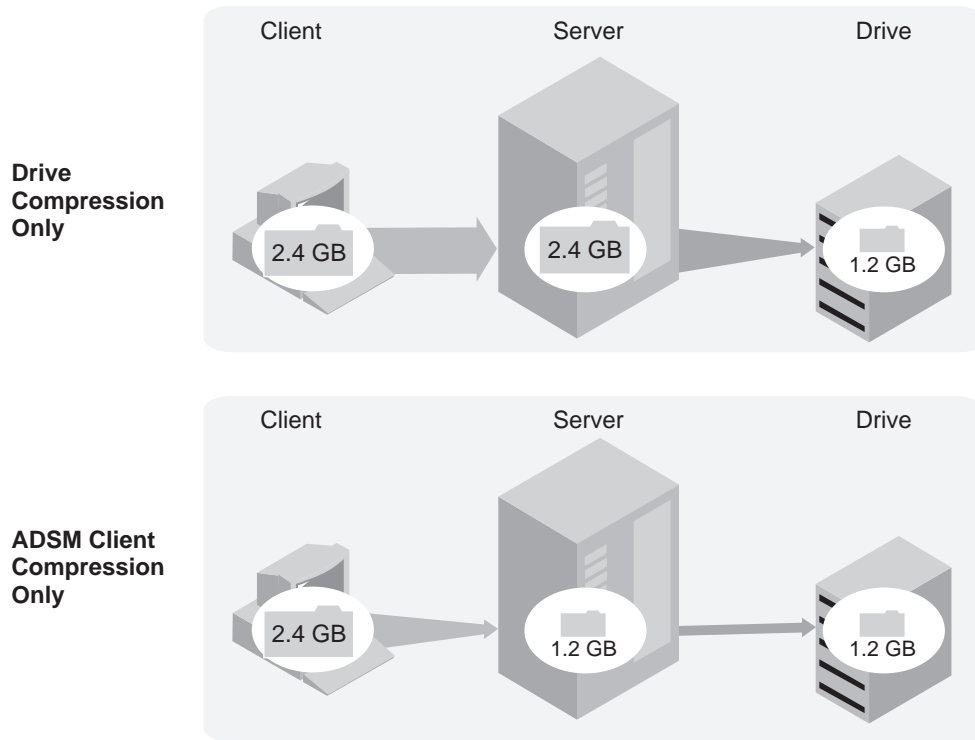 Client Server Drive
Drive
Compression
Only
2.4 GB 2.4 GB 1.2 GB
Client Server Drive
ADSM Client
Compression
Only
2.4 GB 1.2 GB 1.2 GB